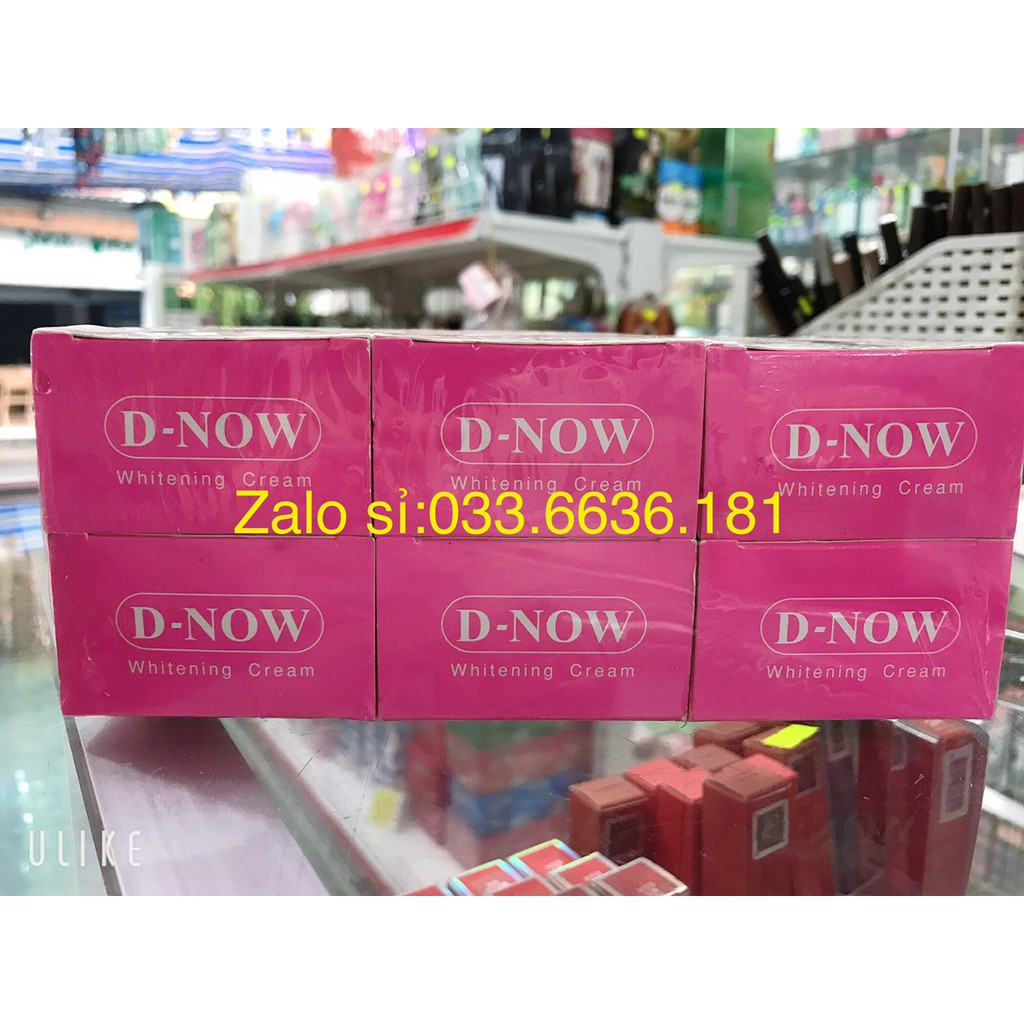 D-NOW
Whitening Cream
D-NOW
Whitening Cream
D-NOW
Whitening Cream
Zalo sỉ:033.6636.181
D-NOW
Whitening Cream
D-NOW
Whitening Cream
D-NOW
Whitening Cream
ULIKE